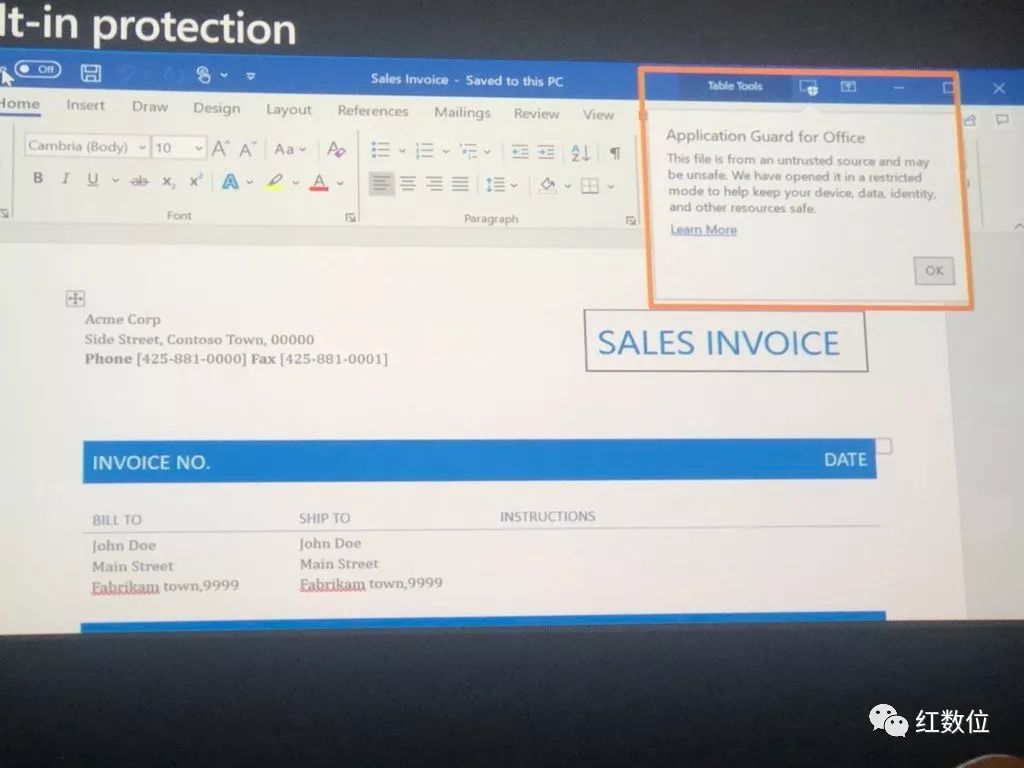 lt-in protection
Off
Sales Invoice - Saved to this PC
Table Tools
Home Insert Draw Design Layout References Mailings Review View
Cambria (Body) 10 Aa
B I U ab x₂ x² A A
Font Paragraph
Application Guard for Office
This file is from an untrusted source and may
be unsafe. We have opened it in a restricted
mode to help keep your device, data, identity,
and other resources safe.
Learn More
OK
Acme Corp
Side Street, Contoso Town, 00000
Phone [425-881-0000] Fax [425-881-0001]
SALES INVOICE
INVOICE NO. DATE
BILL TO SHIP TO INSTRUCTIONS
John Doe John Doe
Main Street Main Street
Fabrikam town,9999 Fabrikam town,9999
红数位